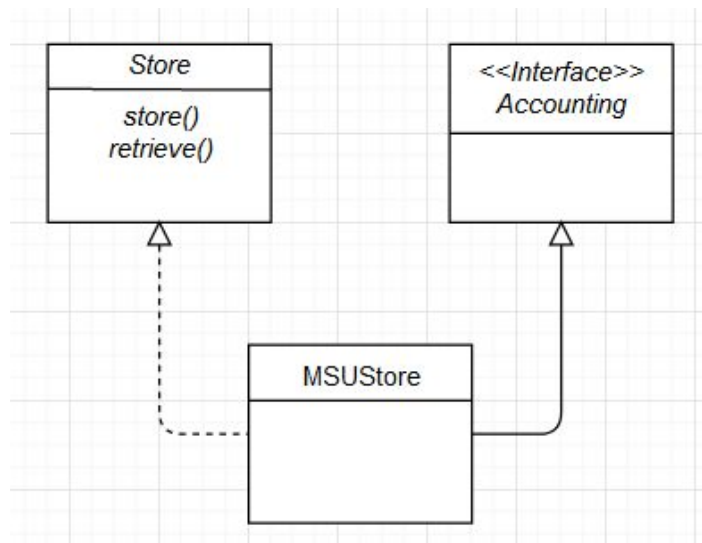 Store
store()
retrieve()
<<Interface>>
Accounting
MSUStore